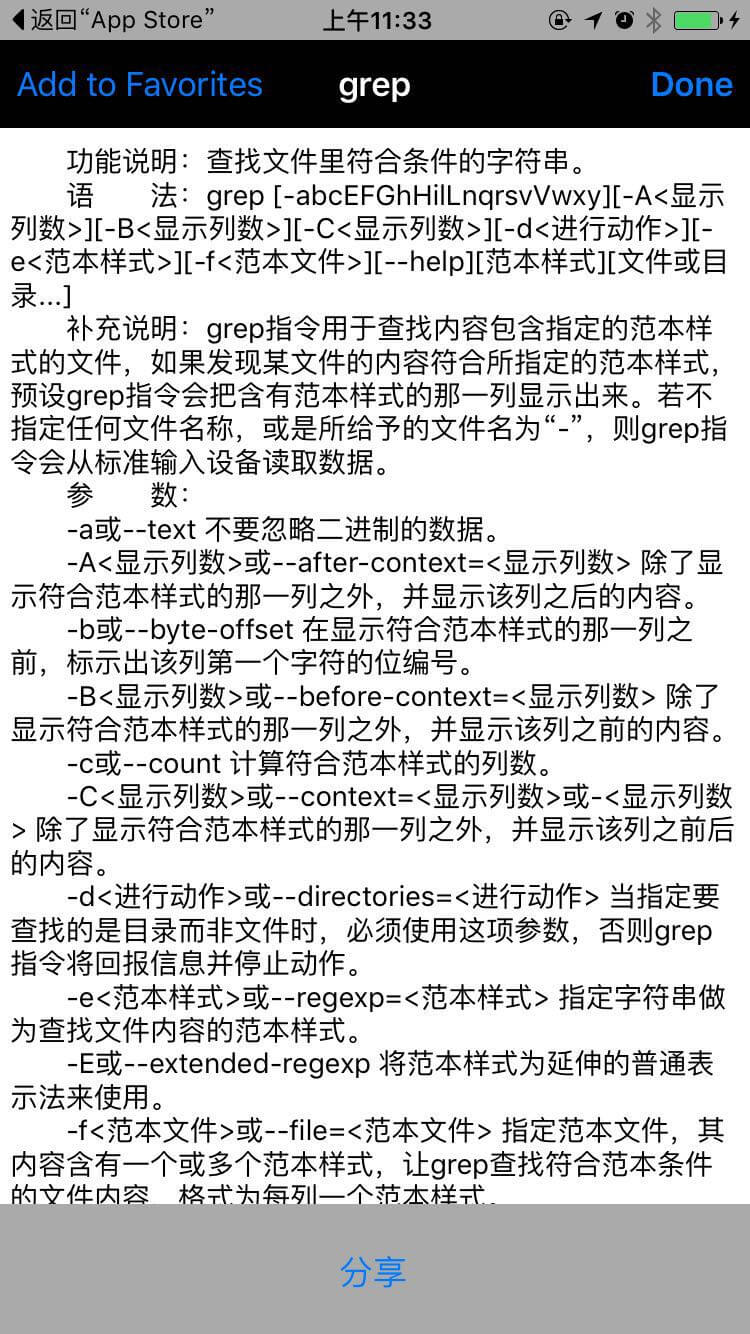 返回“App Store”
上午11:33
Add to Favorites
grep
Done
功能说明：查找文件里符合条件的字符串。
语　　法：grep [-abcEFGhHilLnqrsvVwxy][-A<显示
列数>][-B<显示列数>][-C<显示列数>][-d<进行动作>][-
e<范本样式>][-f<范本文件>][--help][范本样式][文件或目
录...]
补充说明：grep指令用于查找内容包含指定的范本样
式的文件，如果发现某文件的内容符合所指定的范本样式，
预设grep指令会把含有范本样式的那一列显示出来。若不
指定任何文件名称，或是所给予的文件名为“-”，则grep指
令会从标准输入设备读取数据。
参　　数：
-a或--text 不要忽略二进制的数据。
-A<显示列数>或--after-context=<显示列数> 除了显
示符合范本样式的那一列之外，并显示该列之后的内容。
-b或--byte-offset 在显示符合范本样式的那一列之
前，标示出该列第一个字符的位编号。
-B<显示列数>或--before-context=<显示列数> 除了
显示符合范本样式的那一列之外，并显示该列之前的内容。
-c或--count 计算符合范本样式的列数。
-C<显示列数>或--context=<显示列数>或-<显示列数
> 除了显示符合范本样式的那一列之外，并显示该列之前后
的内容。
-d<进行动作>或--directories=<进行动作> 当指定要
查找的是目录而非文件时，必须使用这项参数，否则grep
指令将回报信息并停止动作。
-e<范本样式>或--regexp=<范本样式> 指定字符串做
为查找文件内容的范本样式。
-E或--extended-regexp 将范本样式为延伸的普通表
示法来使用。
-f<范本文件>或--file=<范本文件> 指定范本文件，其
内容含有一个或多个范本样式，让grep查找符合范本条件
的文件内容，格式为每列一个范本样式。
分享